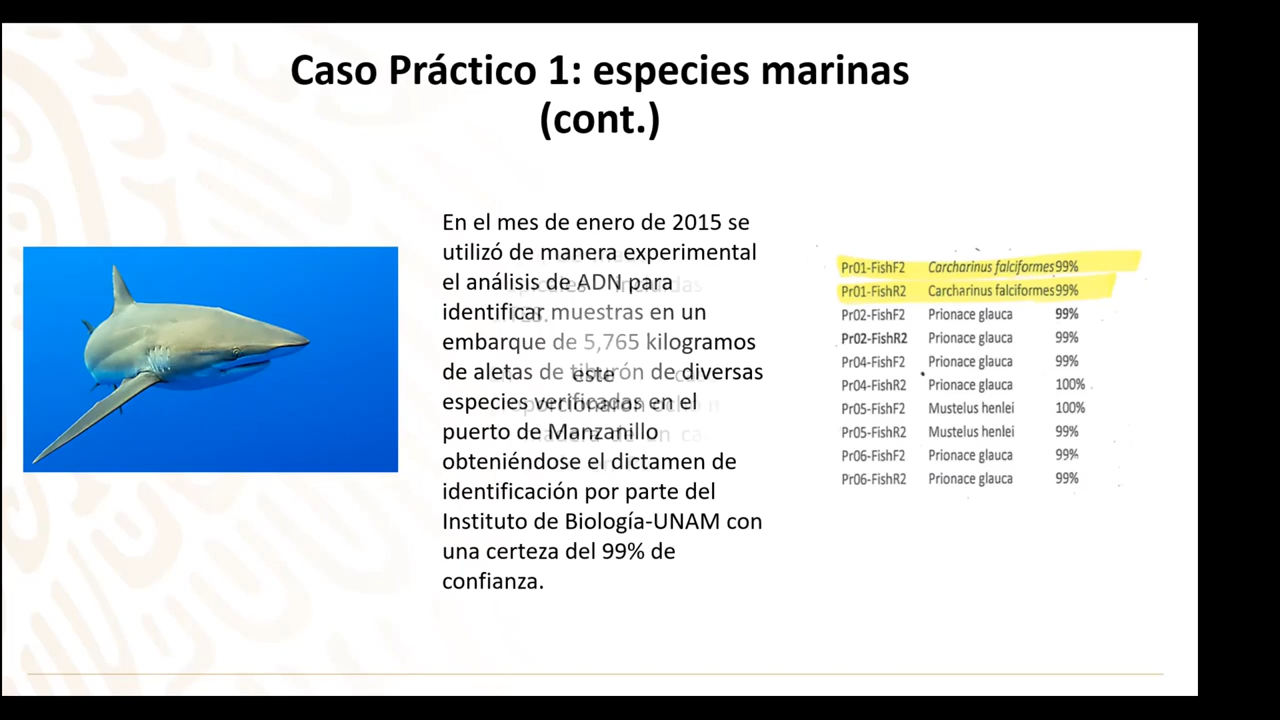 Caso Práctico 1: especies marinas
(cont.)
En el mes de enero de 2015 se
utilizó de manera experimental
el análisis de ADN para
identificar muestras en un
embarque de 5,765 kilogramos
de aletas de tiburón de diversas
especies verificadas en el
puerto de Manzanillo
obteniéndose el dictamen de
identificación por parte del
Instituto de Biología-UNAM con
una certeza del 99% de
confianza.
este
Pr01-FishF2 Carcharinus falciformes 99%
Pr01-FishR2 Carcharinus falciformes 99%
Pr02-FishF2 Prionace glauca 99%
Pr02-FishR2 Prionace glauca 99%
Pr04-FishF2 Prionace glauca 99%
Pr04-FishR2 Prionace glauca 100%
Pr05-FishF2 Mustelus henlei 100%
Pr05-FishR2 Mustelus henlei 99%
Pr06-FishF2 Prionace glauca 99%
Pr06-FishR2 Prionace glauca 99%